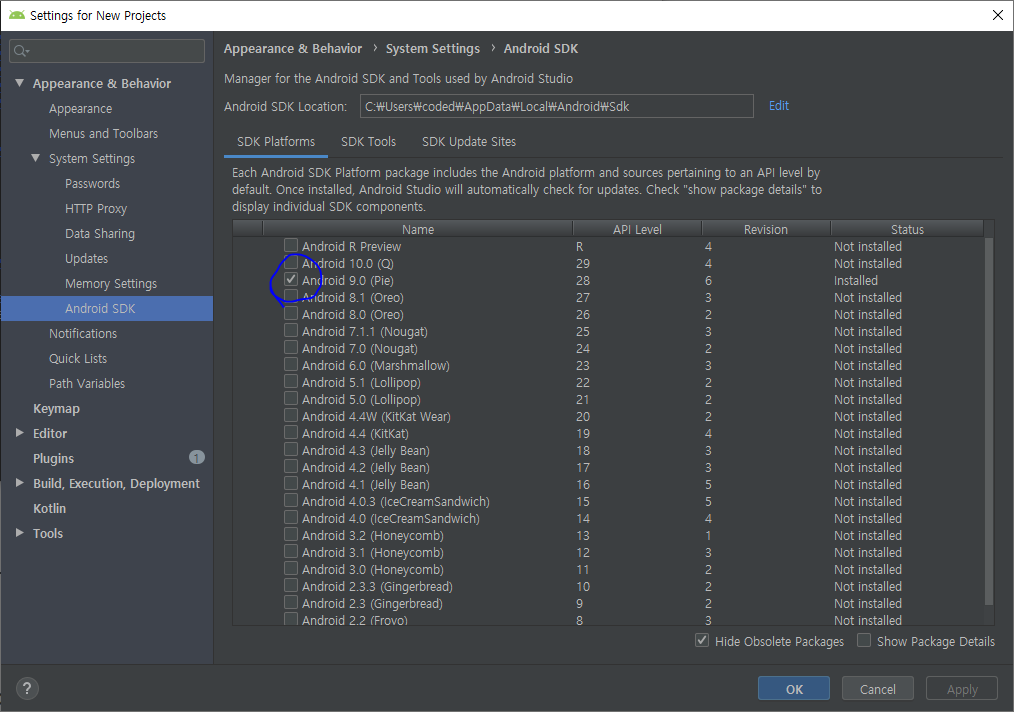 Settings for New Projects
Appearance & Behavior › System Settings › Android SDK
Manager for the Android SDK and Tools used by Android Studio
Android SDK Location: C:₩Users₩coded₩AppData₩Local₩Android₩Sdk Edit
Appearance & Behavior
Appearance
Menus and Toolbars
System Settings
Passwords
HTTP Proxy
Data Sharing
Updates
Memory Settings
Android SDK
Notifications
Quick Lists
Path Variables
Keymap
Editor
Plugins 1
Build, Execution, Deployment
Kotlin
Tools
SDK Platforms SDK Tools SDK Update Sites
Each Android SDK Platform package includes the Android platform and sources pertaining to an API level by
default. Once installed, Android Studio will automatically check for updates. Check "show package details" to
display individual SDK components.
Name API Level Revision Status
Android R Preview R 4 Not installed
Android 10.0 (Q) 29 4 Not installed
Android 9.0 (Pie) 28 6 Installed
Android 8.1 (Oreo) 27 3 Not installed
Android 8.0 (Oreo) 26 2 Not installed
Android 7.1.1 (Nougat) 25 3 Not installed
Android 7.0 (Nougat) 24 2 Not installed
Android 6.0 (Marshmallow) 23 3 Not installed
Android 5.1 (Lollipop) 22 2 Not installed
Android 5.0 (Lollipop) 21 2 Not installed
Android 4.4W (KitKat Wear) 20 2 Not installed
Android 4.4 (KitKat) 19 4 Not installed
Android 4.3 (Jelly Bean) 18 3 Not installed
Android 4.2 (Jelly Bean) 17 3 Not installed
Android 4.1 (Jelly Bean) 16 5 Not installed
Android 4.0.3 (IceCreamSandwich) 15 5 Not installed
Android 4.0 (IceCreamSandwich) 14 4 Not installed
Android 3.2 (Honeycomb) 13 1 Not installed
Android 3.1 (Honeycomb) 12 3 Not installed
Android 3.0 (Honeycomb) 11 2 Not installed
Android 2.3.3 (Gingerbread) 10 2 Not installed
Android 2.3 (Gingerbread) 9 2 Not installed
Android 2.2 (Froyo) 8 3 Not installed
Hide Obsolete Packages Show Package Details
? OK Cancel Apply